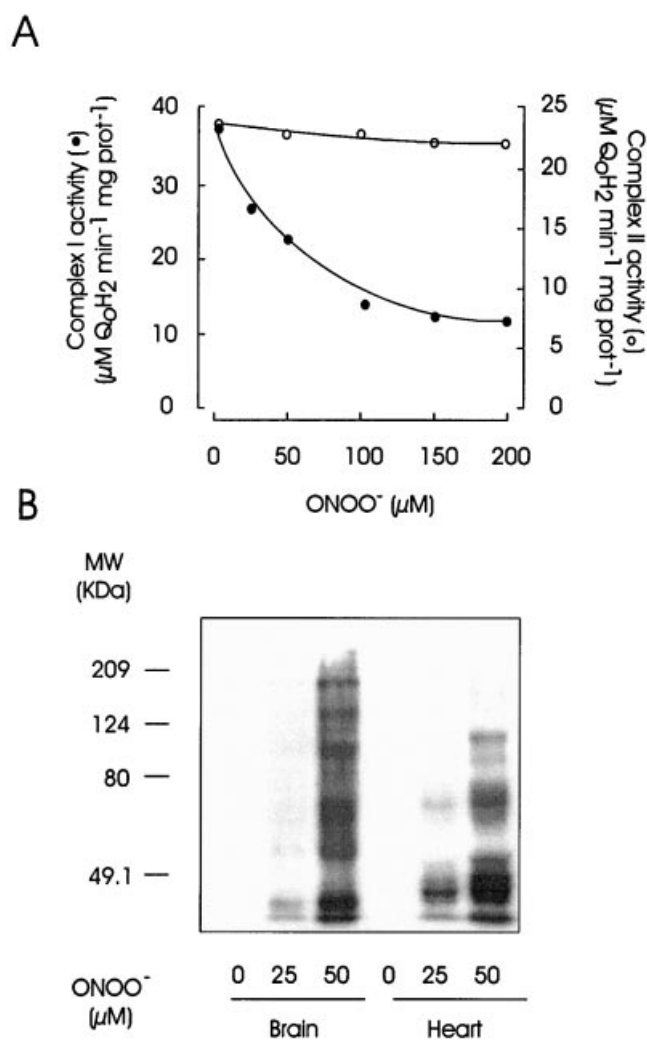 A
Complex I activity (●)
(μM Q₀H2 min⁻¹ mg prot⁻¹)
40
30
20
10
0
25
20
15
10
5
0
Complex II activity (○)
(μM Q₀H2 min⁻¹ mg prot⁻¹)
0 50 100 150 200
ONOO⁻ (μM)
B
MW
(KDa)
209
124
80
49.1
ONOO⁻
(μM)
0 25 50 0 25 50
Brain Heart